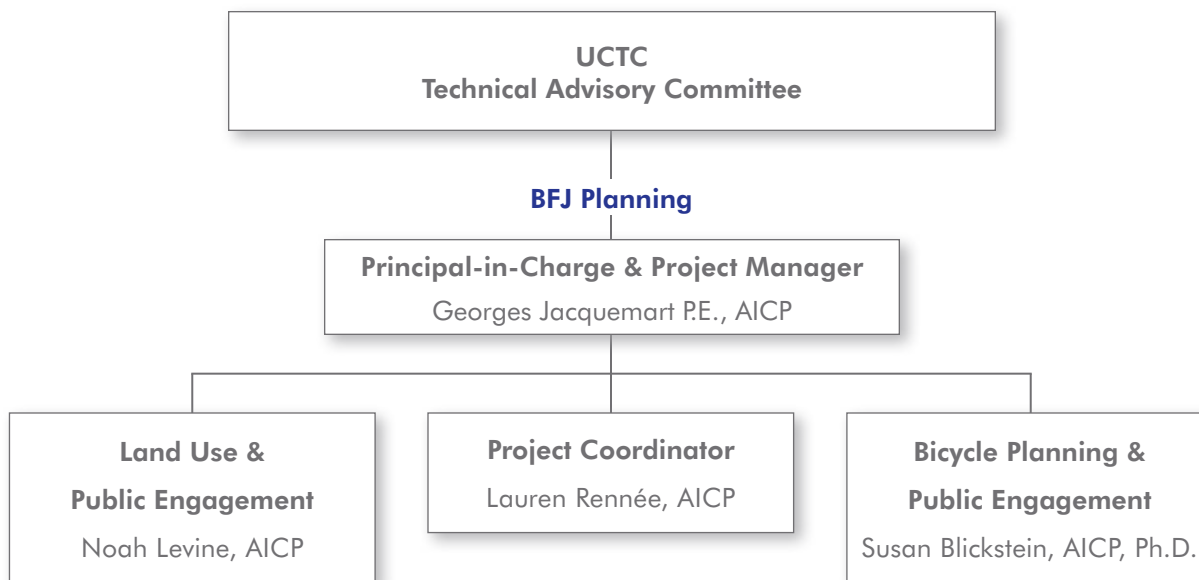 UCTC
Technical Advisory Committee
BFJ Planning
Principal-in-Charge & Project Manager
Georges Jacquemart P.E., AICP
Land Use &
Public Engagement
Noah Levine, AICP
Project Coordinator
Lauren Rennée, AICP
Bicycle Planning &
Public Engagement
Susan Blickstein, AICP, Ph.D.